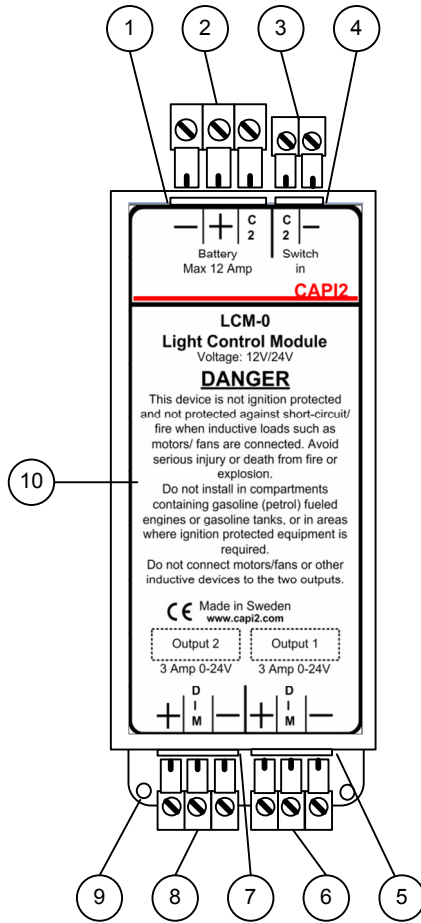 1 2 3 4
− + C2 C2 −
Battery Switch
Max 12 Amp in
CAPI2
LCM-0
Light Control Module
Voltage: 12V/24V
DANGER
This device is not ignition protected
and not protected against short-circuit/
fire when inductive loads such as
motors/ fans are connected. Avoid
serious injury or death from fire or
explosion.
Do not install in compartments
containing gasoline (petrol) fueled
engines or gasoline tanks, or in areas
where ignition protected equipment is
required.
Do not connect motors/fans or other
inductive devices to the two outputs.
10
CE Made in Sweden
www.capi2.com
Output 2 Output 1
3 Amp 0-24V 3 Amp 0-24V
+ DIM − + DIM −
9 8 7 6 5